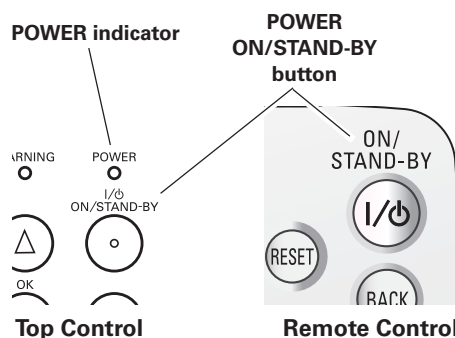 POWER indicator
POWER
ON/STAND-BY
button
ARNING
POWER
I/⏻
ON/STAND-BY
OK
ON/
STAND-BY
I/⏻
RESET
BACK
Top Control
Remote Control